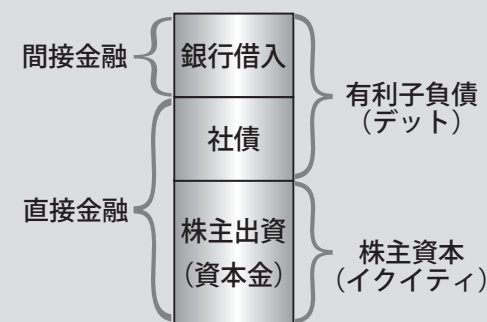 間接金融
銀行借入
有利子負債
（デット）
社債
直接金融
株主出資
（資本金）
株主資本
（イクイティ）